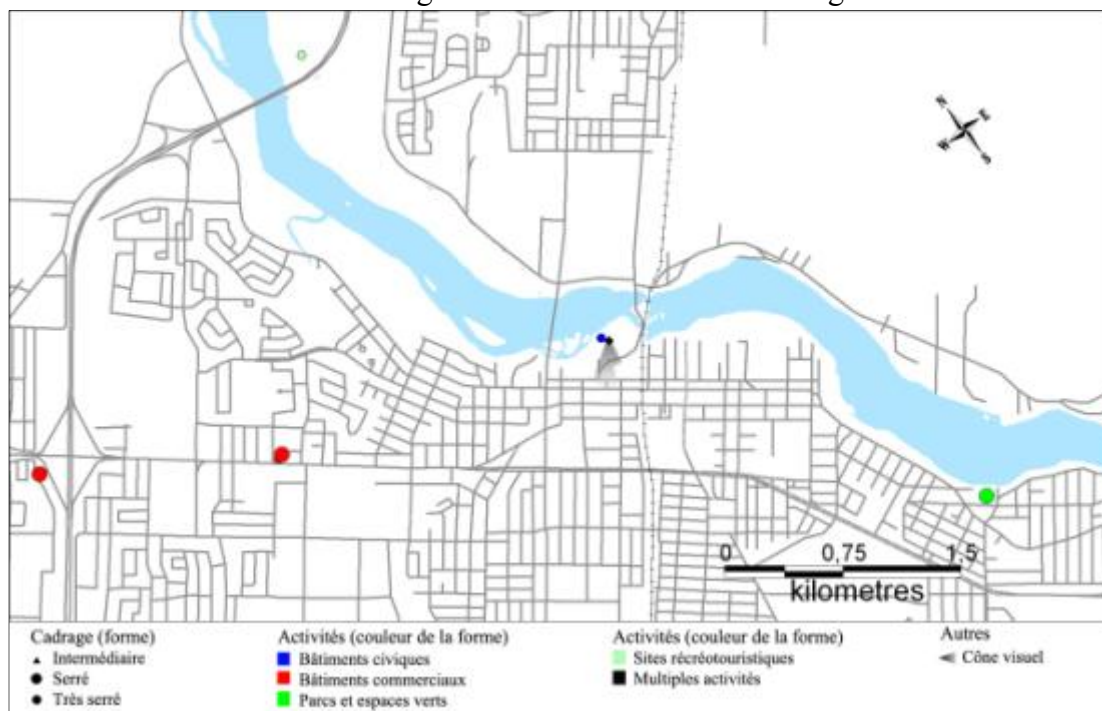 N
E
W
S
0 0,75 1,5
kilometres
Cadrage (forme) Activités (couleur de la forme) Activités (couleur de la forme) Autres
Intermédiaire Bâtiments civiques Sites récréotouristiques Cône visuel
Serré Bâtiments commerciaux Multiples activités
Très serré Parcs et espaces verts